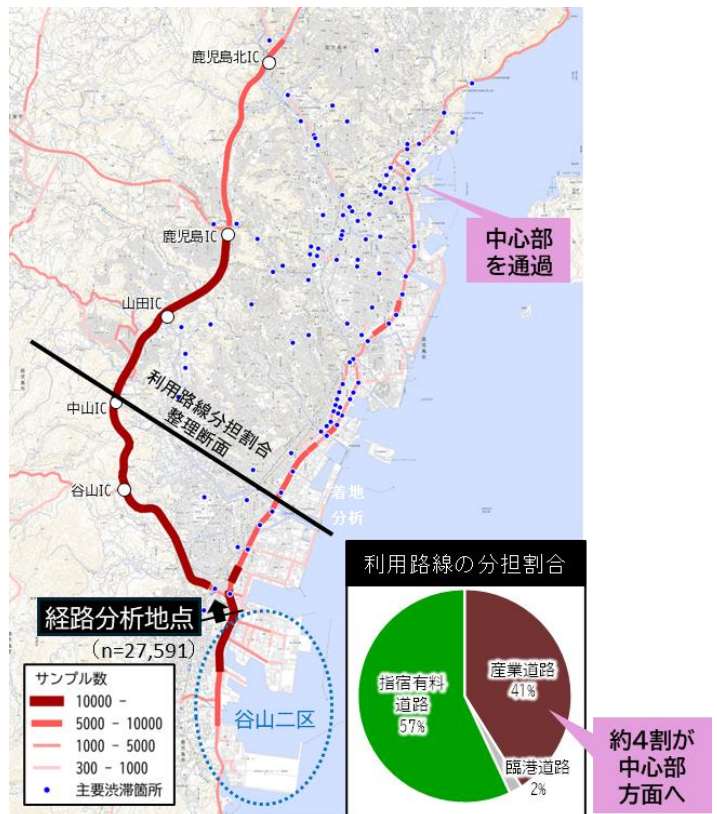 鹿児島北IC
鹿児島IC
中心部
を通過
山田IC
中山IC
利用路線分担割合
整理断面
谷山IC
着地
分析
経路分析地点
（n=27,591）
谷山二区
サンプル数
10000 -
5000 - 10000
1000 - 5000
300 - 1000
主要渋滞箇所
利用路線の分担割合
指宿有料
道路
57%
産業道路
41%
臨港道路
2%
約4割が
中心部
方面へ